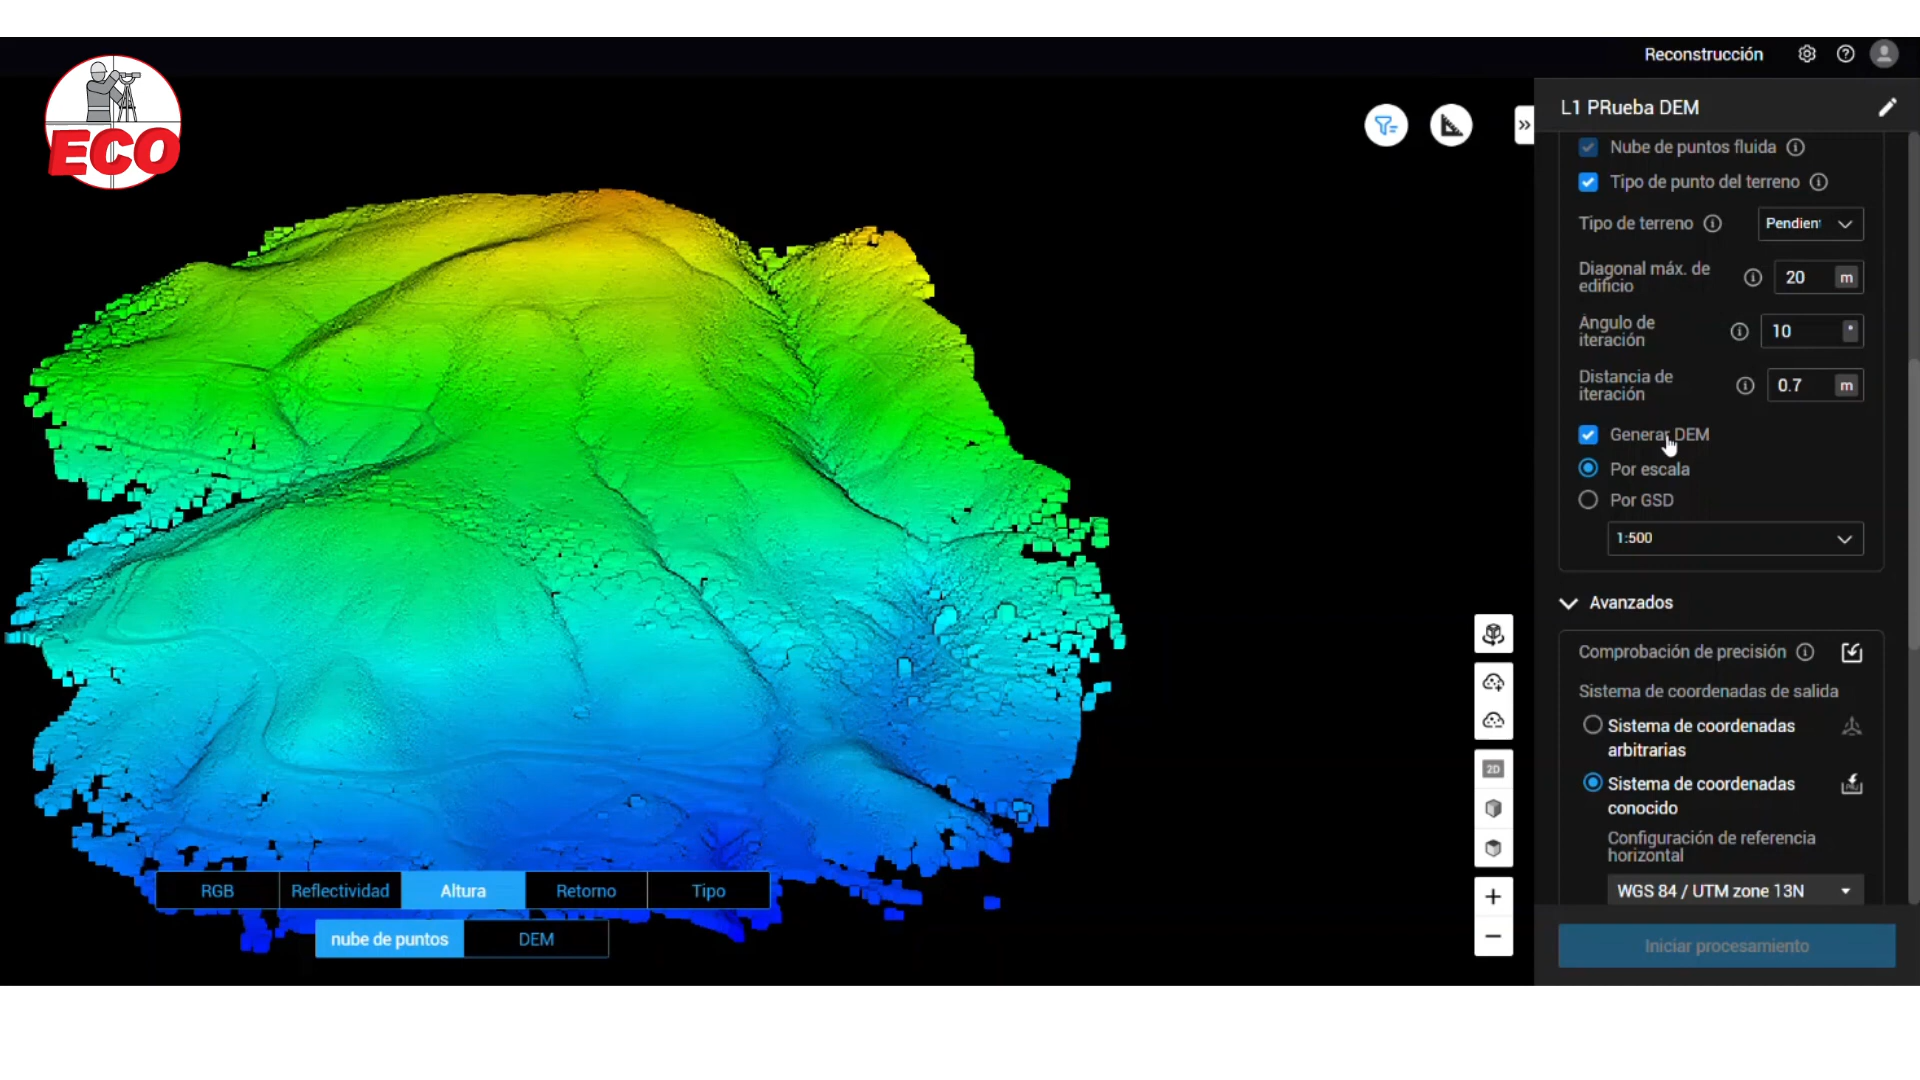 ECO
Reconstrucción
L1 PRueba DEM
Nube de puntos fluida
Tipo de punto del terreno
Tipo de terreno
Pendien
Diagonal máx. de
edificio
20 m
Ángulo de
iteración
10 °
Distancia de
iteración
0.7 m
Generar DEM
Por escala
Por GSD
1:500
Avanzados
Comprobación de precisión
Sistema de coordenadas de salida
Sistema de coordenadas
arbitrarias
Sistema de coordenadas
conocido
Configuración de referencia
horizontal
WGS 84 / UTM zone 13N
Iniciar procesamiento
2D
RGB Reflectividad Altura Retorno Tipo
nube de puntos DEM